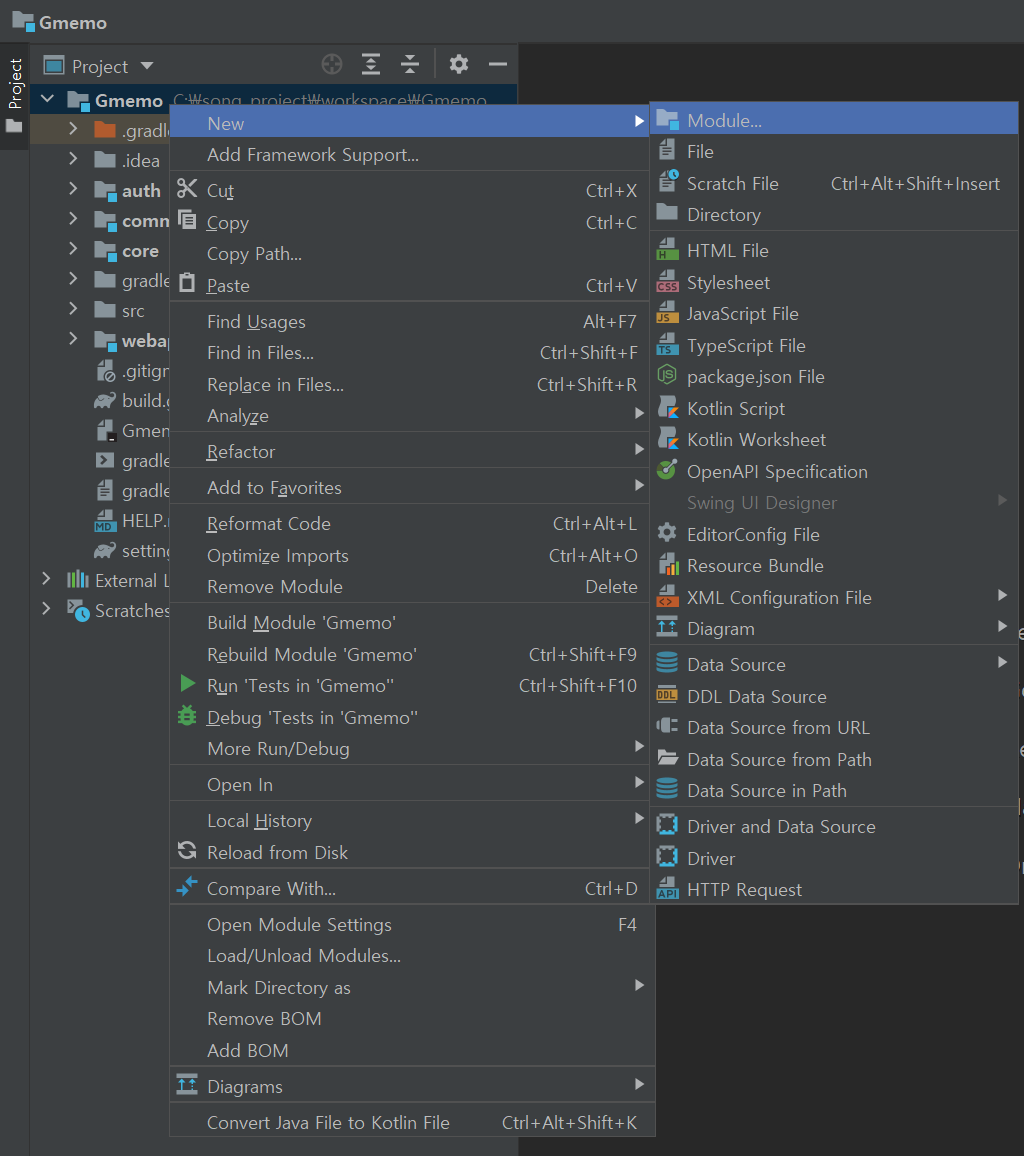 Gmemo
Project
Project
Gmemo C:\song_project\workspace\Gmemo
.gradle
.idea
auth
comm
core
gradle
src
weba
.gitign
build.g
Gmem
gradle
gradle
HELP.
setting
External L
Scratches
New
Add Framework Support...
Cut Ctrl+X
Copy Ctrl+C
Copy Path...
Paste Ctrl+V
Find Usages Alt+F7
Find in Files... Ctrl+Shift+F
Replace in Files... Ctrl+Shift+R
Analyze
Refactor
Add to Favorites
Reformat Code Ctrl+Alt+L
Optimize Imports Ctrl+Alt+O
Remove Module Delete
Build Module 'Gmemo'
Rebuild Module 'Gmemo' Ctrl+Shift+F9
Run 'Tests in 'Gmemo'' Ctrl+Shift+F10
Debug 'Tests in 'Gmemo''
More Run/Debug
Open In
Local History
Reload from Disk
Compare With... Ctrl+D
Open Module Settings F4
Load/Unload Modules...
Mark Directory as
Remove BOM
Add BOM
Diagrams
Convert Java File to Kotlin File Ctrl+Alt+Shift+K
Module...
File
Scratch File Ctrl+Alt+Shift+Insert
Directory
HTML File
Stylesheet
JavaScript File
TypeScript File
package.json File
Kotlin Script
Kotlin Worksheet
OpenAPI Specification
Swing UI Designer
EditorConfig File
Resource Bundle
XML Configuration File
Diagram
Data Source
DDL Data Source
Data Source from URL
Data Source from Path
Data Source in Path
Driver and Data Source
Driver
HTTP Request